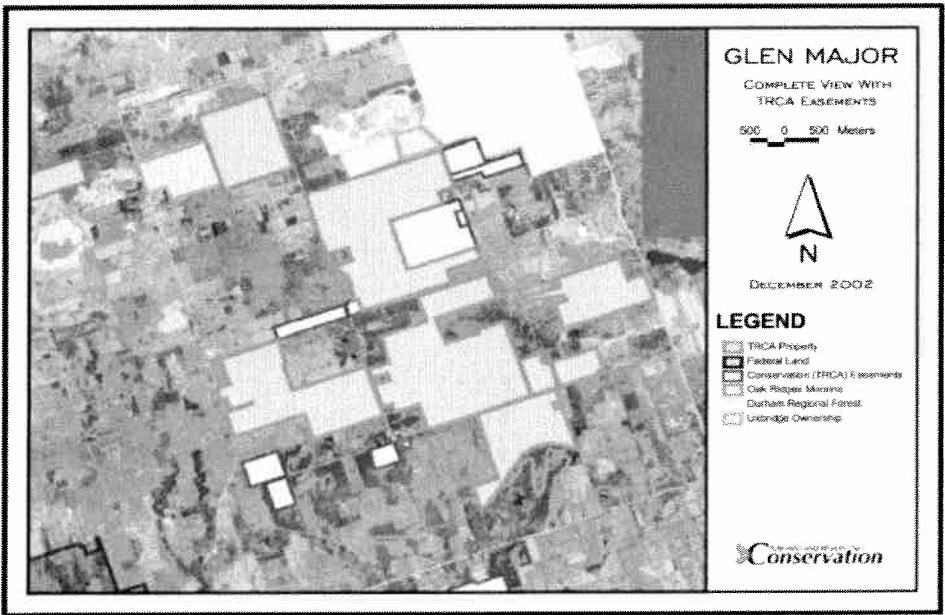 GLEN MAJOR
COMPLETE VIEW WITH
TRCA EASEMENTS
500 0 500 Meters
N
DECEMBER 2002
LEGEND
TRCA Property
Federal Land
Conservation (TRCA) Easements
Oak Ridges Moraine
Durham Regional Forest
Uxbridge Ownership
Conservation